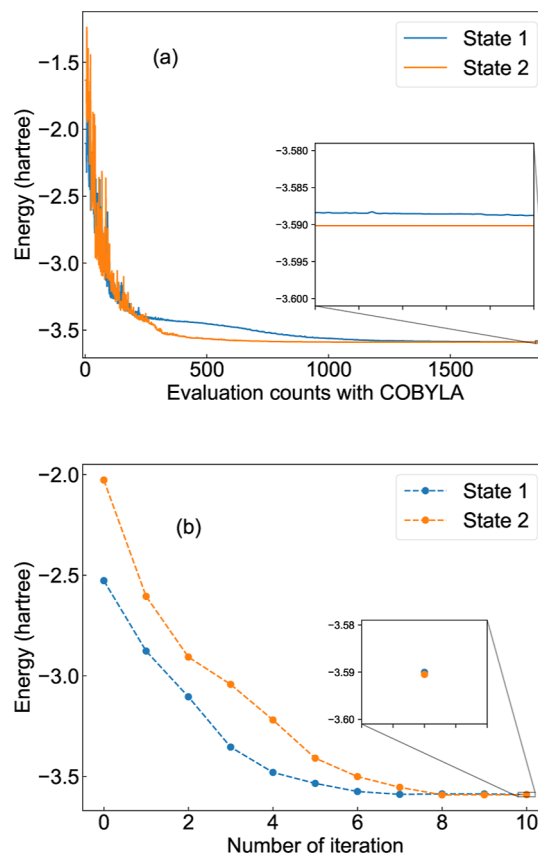 (a)
State 1
State 2
Energy (hartree)
−1.5
−2.0
−2.5
−3.0
−3.5
−3.580
−3.585
−3.590
−3.595
−3.600
0
500
1000
1500
Evaluation counts with COBYLA
(b)
State 1
State 2
Energy (hartree)
−2.0
−2.5
−3.0
−3.5
−3.58
−3.59
−3.60
0
2
4
6
8
10
Number of iteration